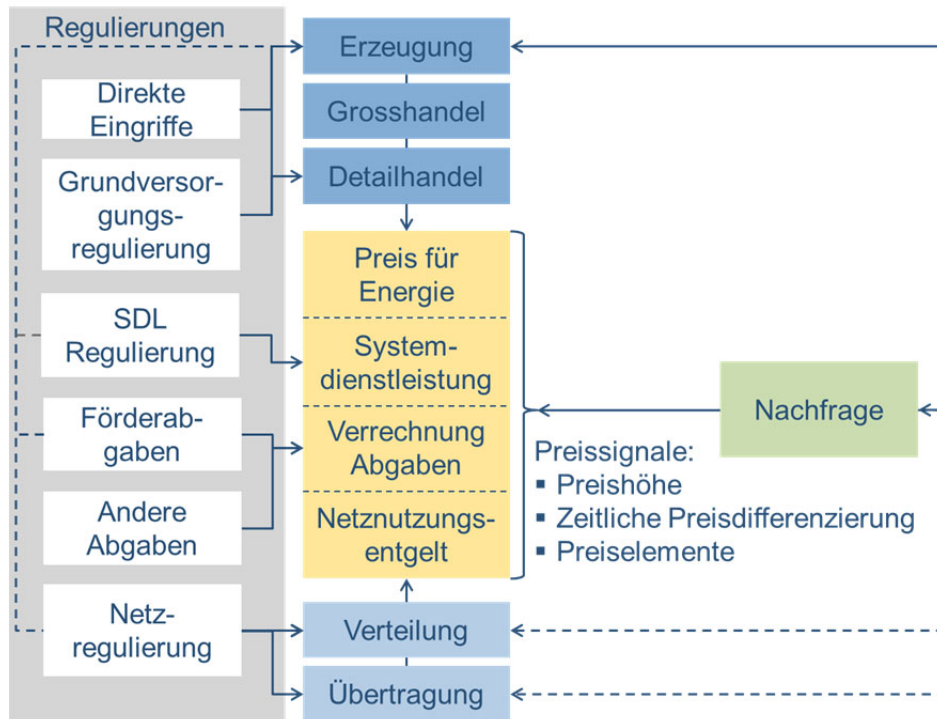 Regulierungen
Direkte
Eingriffe
Grundversor-
gungs-
regulierung
SDL
Regulierung
Förderab-
gaben
Andere
Abgaben
Netz-
regulierung
Erzeugung
Grosshandel
Detailhandel
Preis für
Energie
System-
dienstleistung
Verrechnung
Abgaben
Netznutzungs-
entgelt
Verteilung
Übertragung
Nachfrage
Preissignale:
▪ Preishöhe
▪ Zeitliche Preisdifferenzierung
▪ Preiselemente